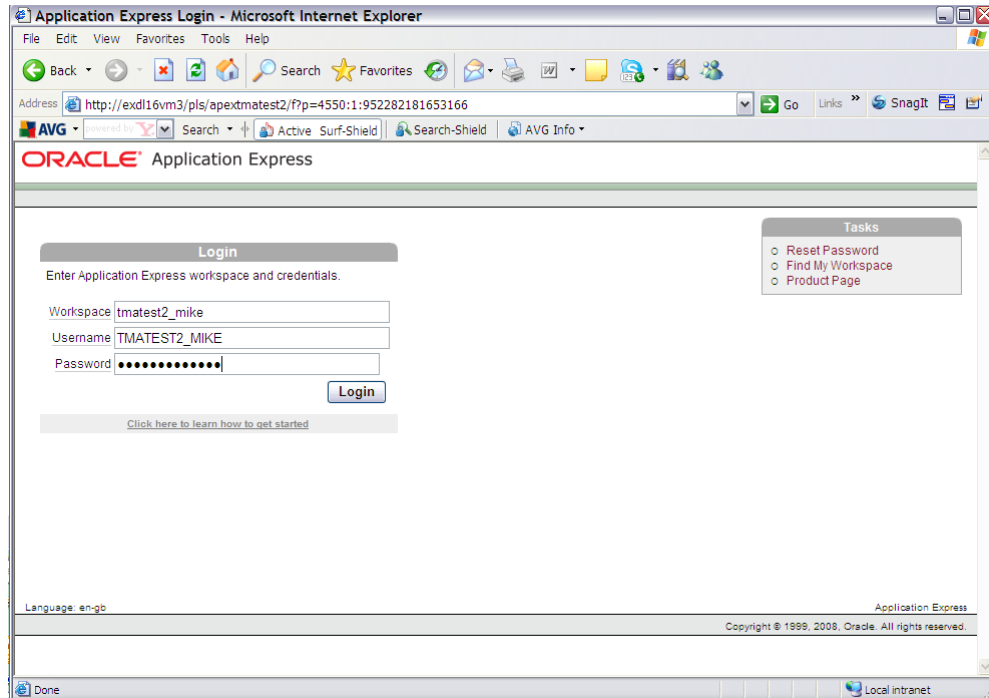 Application Express Login - Microsoft Internet Explorer
File Edit View Favorites Tools Help
Back Search Favorites
Address http://exdl16vm3/pls/apextmatest2/f?p=4550:1:952282181653166 Go Links » SnagIt
AVG powered by Y! Search Active Surf-Shield Search-Shield AVG Info
ORACLE Application Express
Tasks
Reset Password
Find My Workspace
Product Page
Login
Enter Application Express workspace and credentials.
Workspace tmatest2_mike
Username TMATEST2_MIKE
Password •••••••••••••
Login
Click here to learn how to get started
Language: en-gb Application Express
Copyright © 1999, 2008, Oracle. All rights reserved.
Done Local intranet